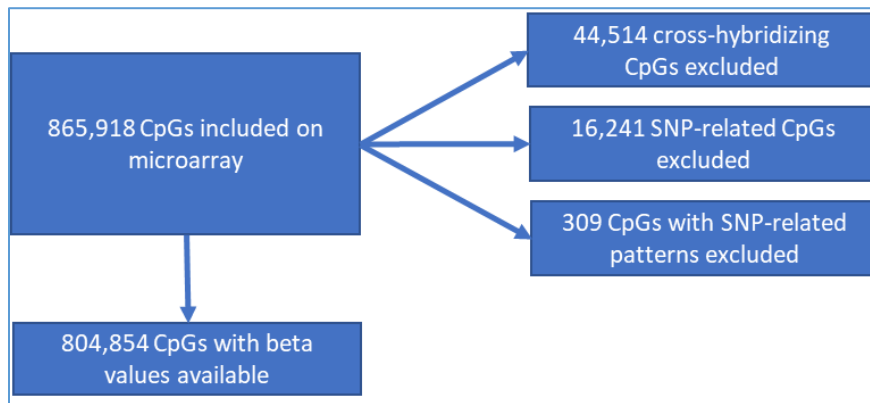 865,918 CpGs included on
microarray
44,514 cross-hybridizing
CpGs excluded
16,241 SNP-related CpGs
excluded
309 CpGs with SNP-related
patterns excluded
804,854 CpGs with beta
values available